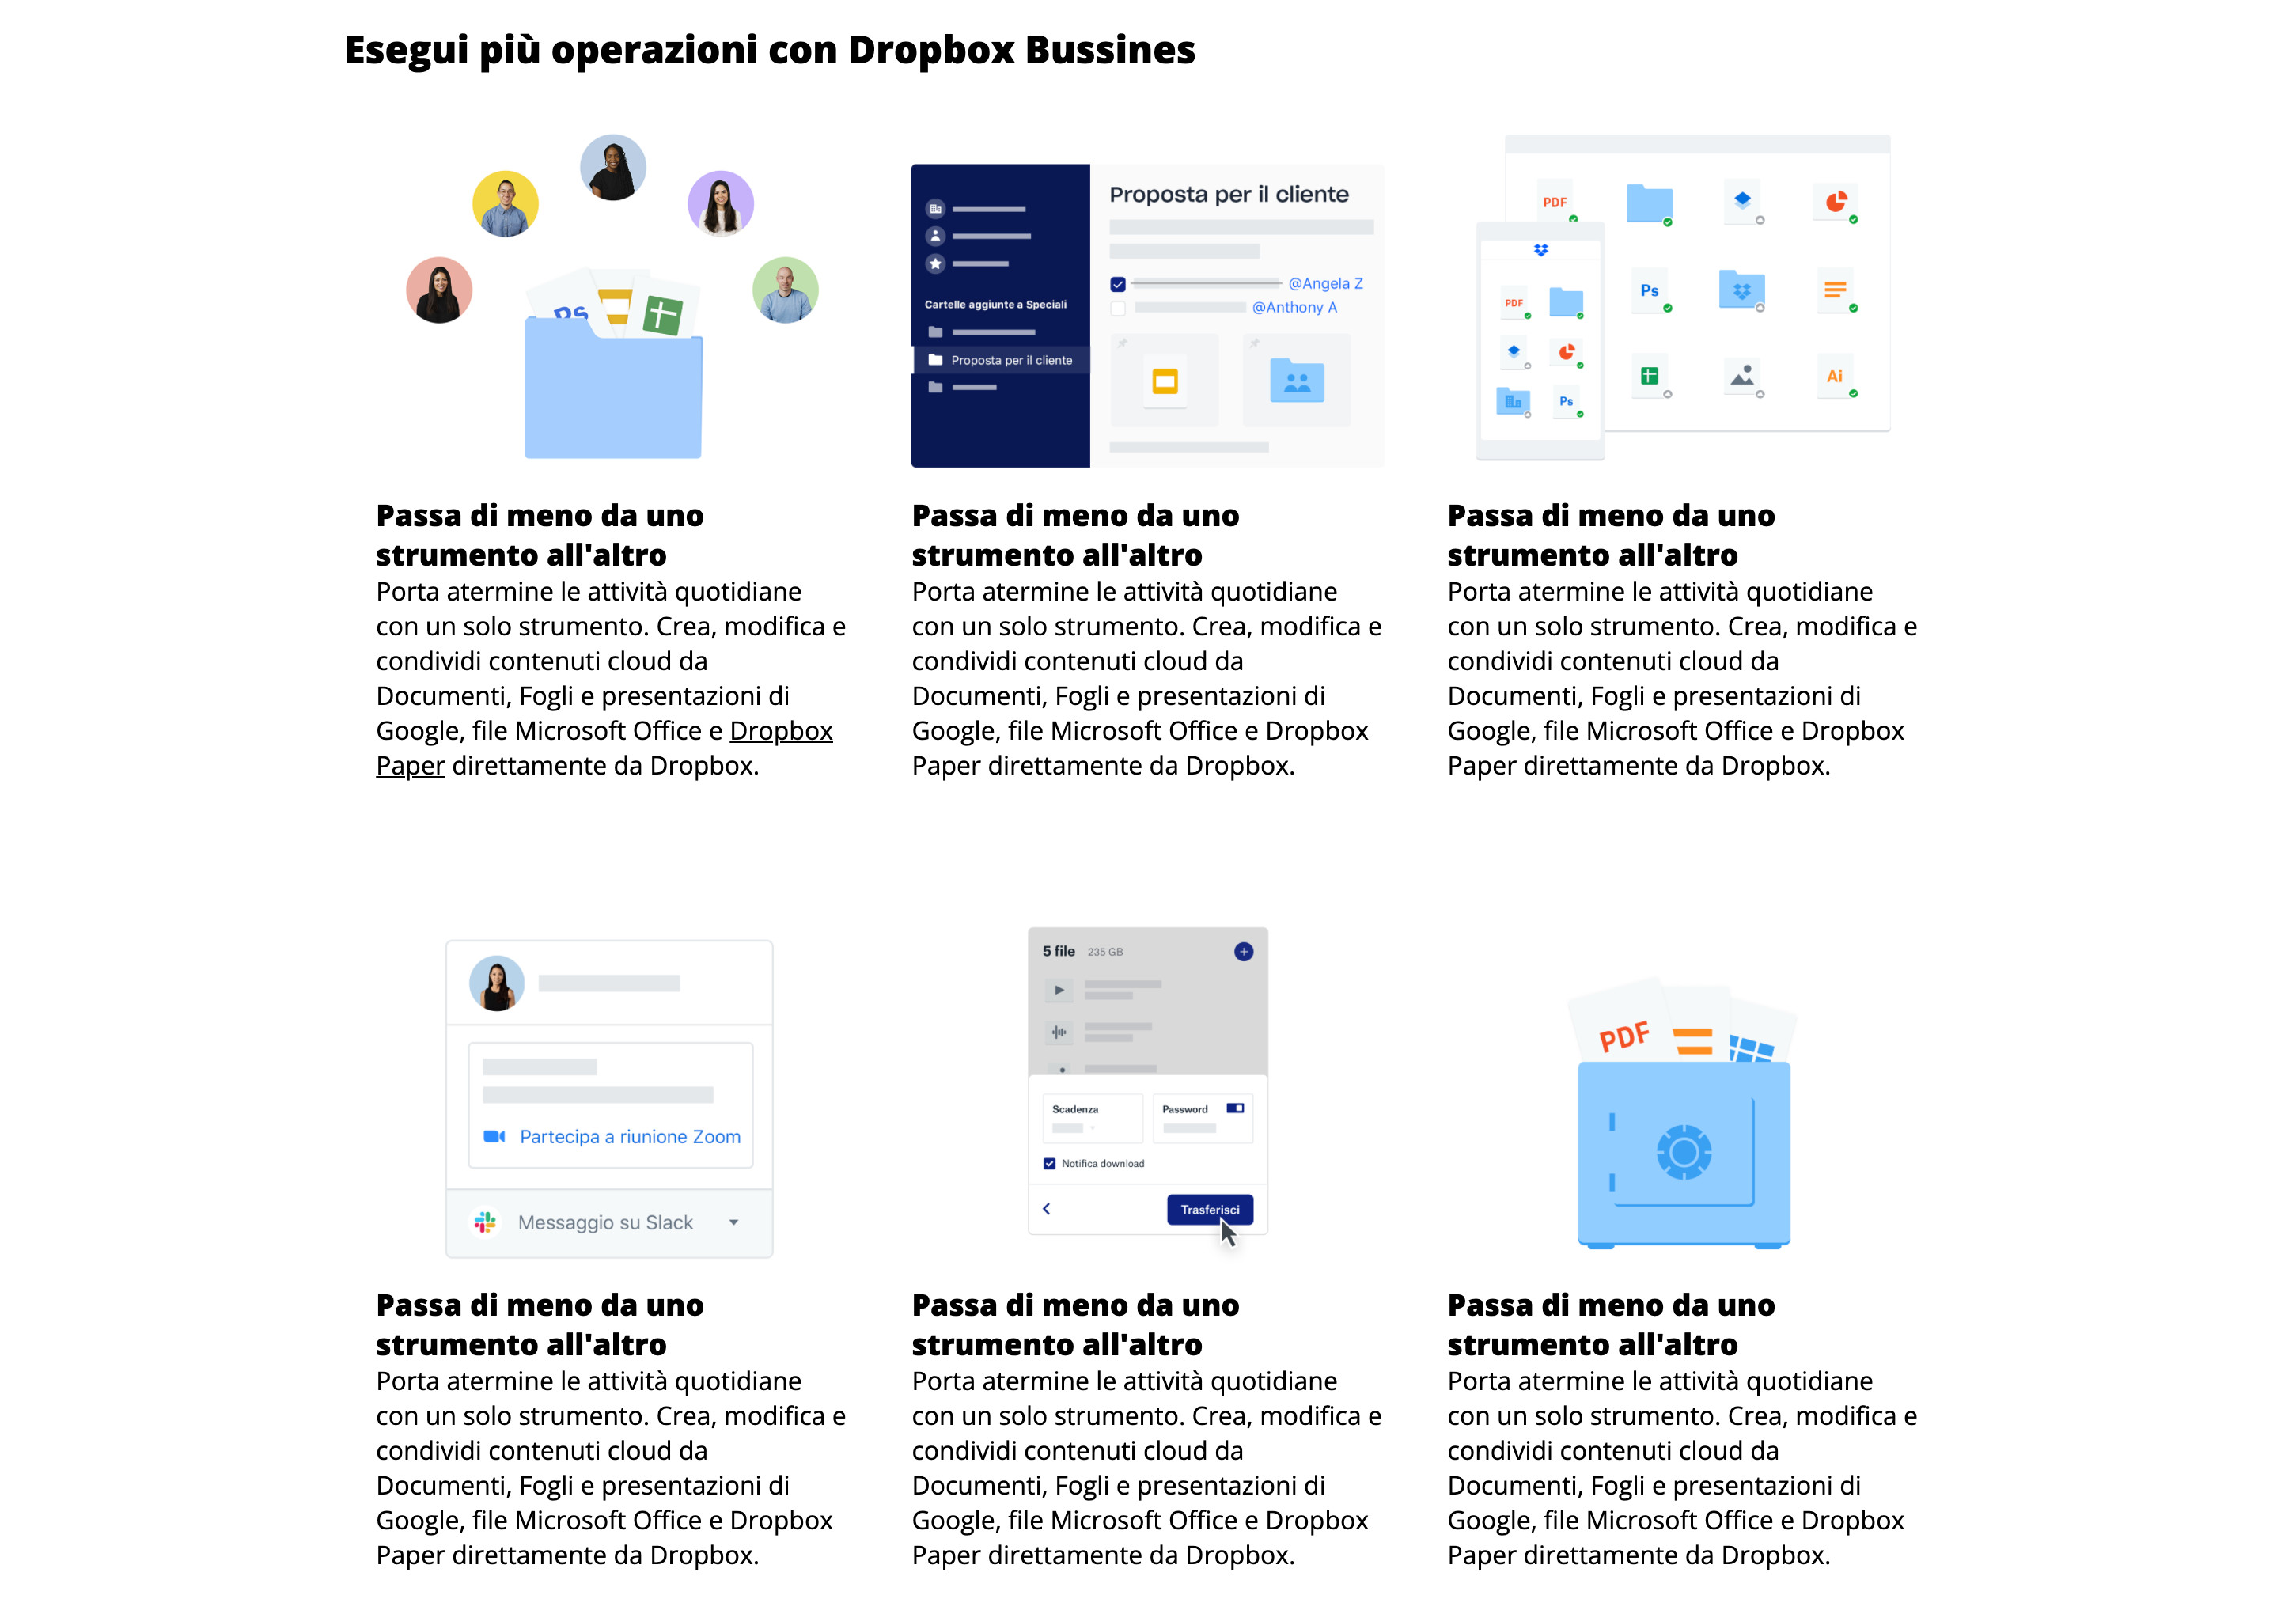 Esegui più operazioni con Dropbox Bussines
Ps
Proposta per il cliente
@Angela Z
@Anthony A
Cartelle aggiunte a Speciali
Proposta per il cliente
PDF
Ps
Ai
PDF
Ps
Passa di meno da uno
strumento all'altro
Porta atermine le attività quotidiane
con un solo strumento. Crea, modifica e
condividi contenuti cloud da
Documenti, Fogli e presentazioni di
Google, file Microsoft Office e Dropbox
Paper direttamente da Dropbox.
Passa di meno da uno
strumento all'altro
Porta atermine le attività quotidiane
con un solo strumento. Crea, modifica e
condividi contenuti cloud da
Documenti, Fogli e presentazioni di
Google, file Microsoft Office e Dropbox
Paper direttamente da Dropbox.
Passa di meno da uno
strumento all'altro
Porta atermine le attività quotidiane
con un solo strumento. Crea, modifica e
condividi contenuti cloud da
Documenti, Fogli e presentazioni di
Google, file Microsoft Office e Dropbox
Paper direttamente da Dropbox.
Partecipa a riunione Zoom
Messaggio su Slack
5 file 235 GB
Scadenza
Password
Notifica download
Trasferisci
PDF
Passa di meno da uno
strumento all'altro
Porta atermine le attività quotidiane
con un solo strumento. Crea, modifica e
condividi contenuti cloud da
Documenti, Fogli e presentazioni di
Google, file Microsoft Office e Dropbox
Paper direttamente da Dropbox.
Passa di meno da uno
strumento all'altro
Porta atermine le attività quotidiane
con un solo strumento. Crea, modifica e
condividi contenuti cloud da
Documenti, Fogli e presentazioni di
Google, file Microsoft Office e Dropbox
Paper direttamente da Dropbox.
Passa di meno da uno
strumento all'altro
Porta atermine le attività quotidiane
con un solo strumento. Crea, modifica e
condividi contenuti cloud da
Documenti, Fogli e presentazioni di
Google, file Microsoft Office e Dropbox
Paper direttamente da Dropbox.